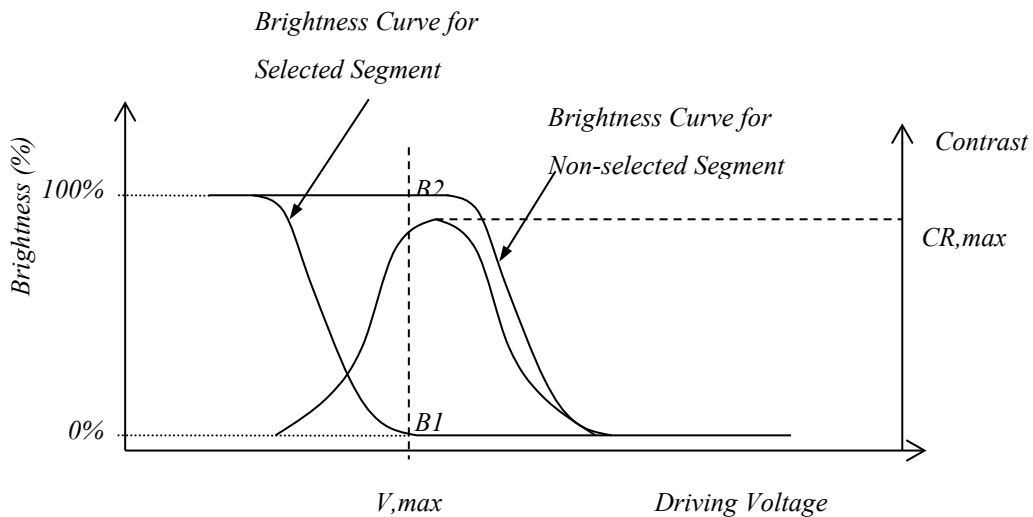 Brightness Curve for
Selected Segment
Brightness Curve for
Non-selected Segment
Contrast
Brightness (%)
100%
B2
CR,max
0%
B1
V,max
Driving Voltage